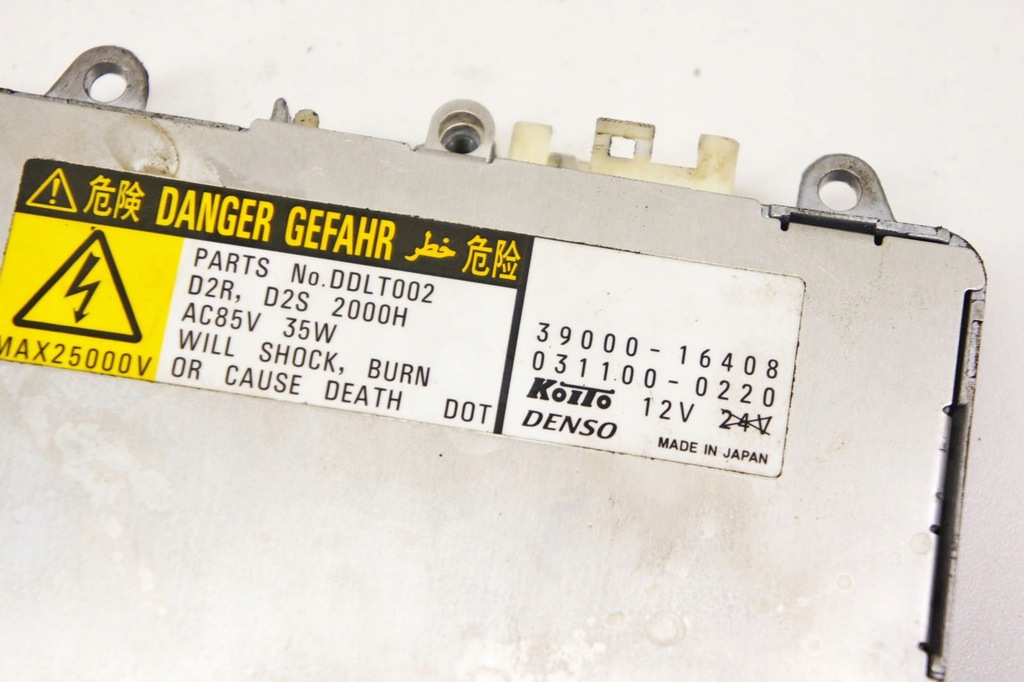 危険 DANGER GEFAHR خطر 危险
MAX25000V
PARTS No.DDLT002
D2R, D2S 2000H
AC85V 35W
WILL SHOCK, BURN
OR CAUSE DEATH DOT
39000-16408
031100-0220
KOITO 12V 24V
DENSO
MADE IN JAPAN